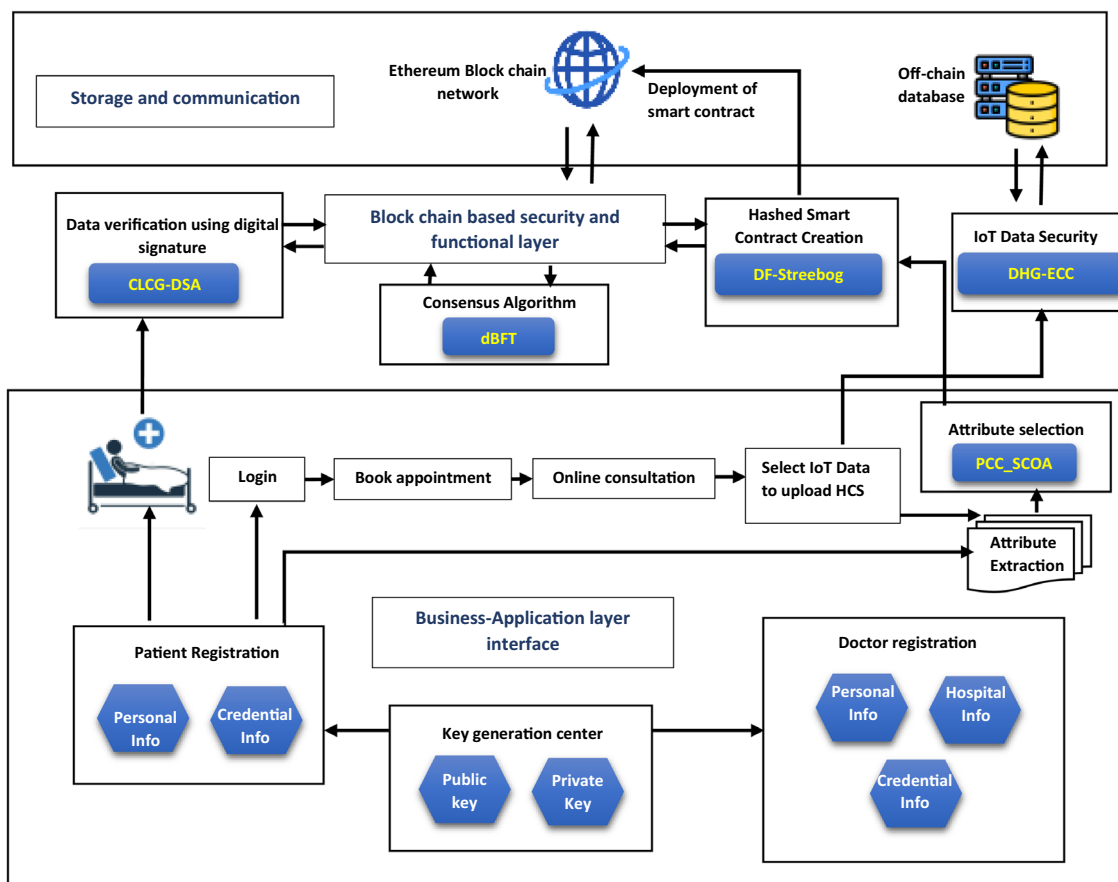 Storage and communication
Ethereum Block chain
network
Deployment of
smart contract
Off-chain
database
Data verification using digital
signature
CLCG-DSA
Block chain based security and
functional layer
Hashed Smart
Contract Creation
DF-Streebog
IoT Data Security
DHG-ECC
Consensus Algorithm
dBFT
Login
Book appointment
Online consultation
Select IoT Data
to upload HCS
Attribute selection
PCC_SCOA
Attribute
Extraction
Business-Application layer
interface
Patient Registration
Personal
Info
Credential
Info
Key generation center
Public
key
Private
Key
Doctor registration
Personal
Info
Hospital
Info
Credential
Info